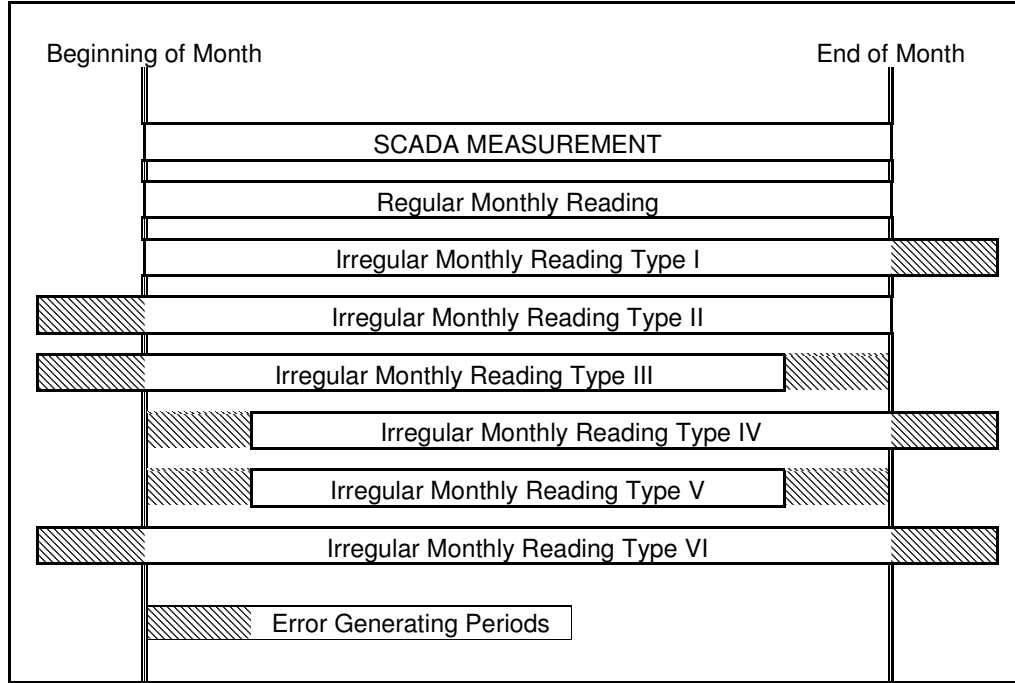 Beginning of Month
End of Month
SCADA MEASUREMENT
Regular Monthly Reading
Irregular Monthly Reading Type I
Irregular Monthly Reading Type II
Irregular Monthly Reading Type III
Irregular Monthly Reading Type IV
Irregular Monthly Reading Type V
Irregular Monthly Reading Type VI
Error Generating Periods